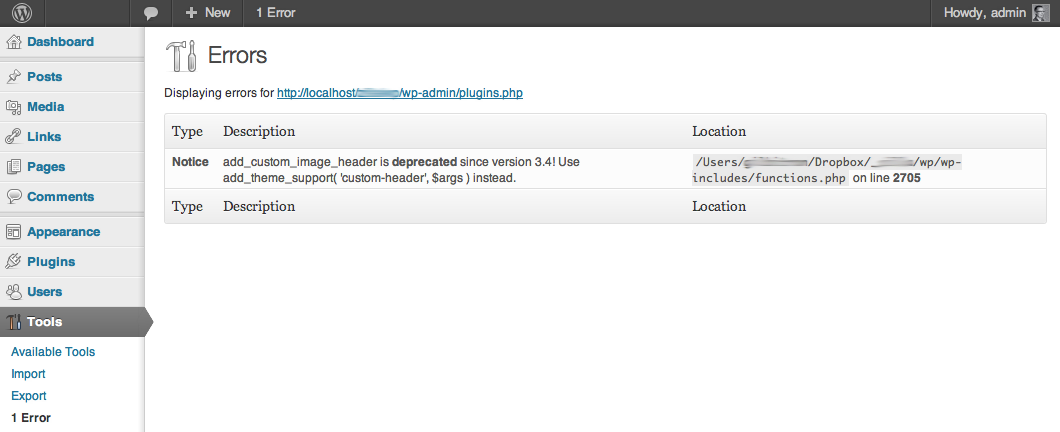 New
1 Error
Howdy, admin
Dashboard
Posts
Media
Links
Pages
Comments
Appearance
Plugins
Users
Tools
Available Tools
Import
Export
1 Error
Errors
Displaying errors for http://localhost/ /wp-admin/plugins.php
Type Description Location
Notice add_custom_image_header is deprecated since version 3.4! Use /Users/ /Dropbox/ /wp/wp-
add_theme_support( 'custom-header', $args ) instead. includes/functions.php on line 2705
Type Description Location